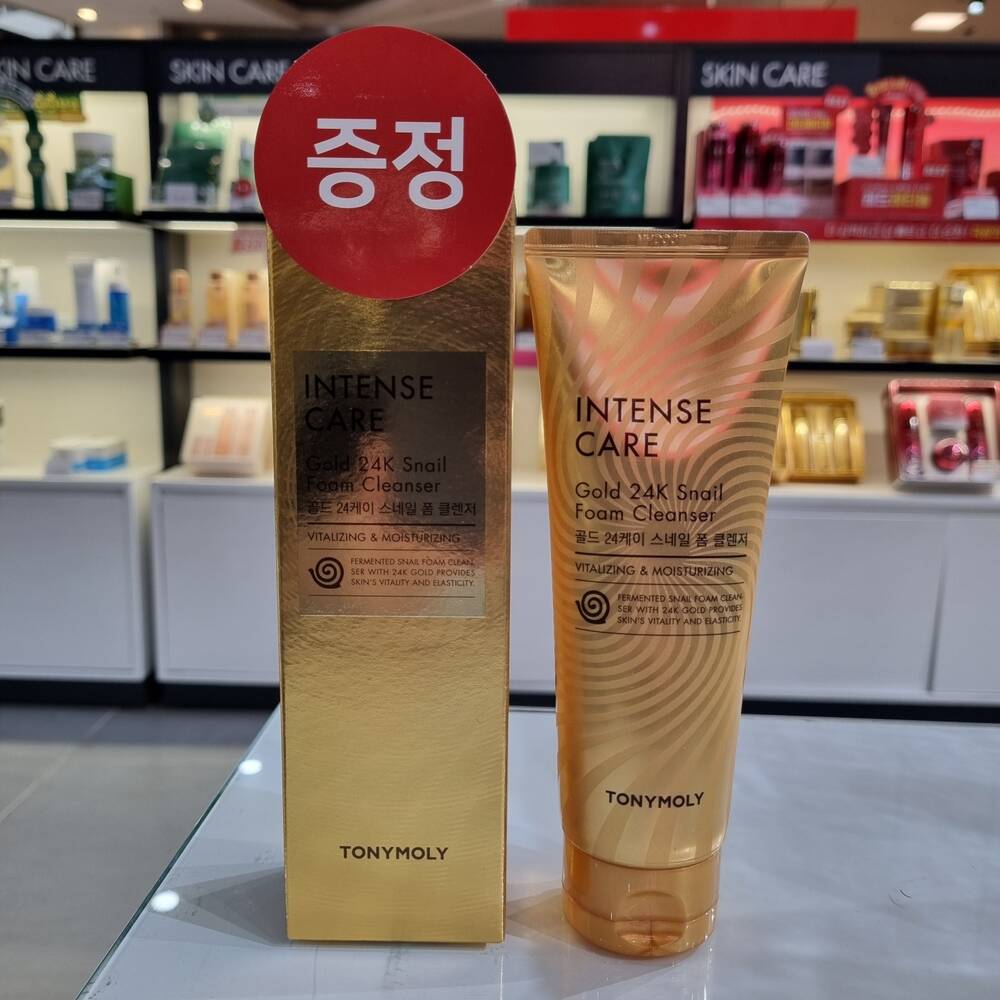 SKIN CARE
SKIN CARE
SKIN CARE
증정
INTENSE
CARE
Gold 24K Snail
Foam Cleanser
골드 24케이 스네일 폼 클렌저
VITALIZING & MOISTURIZING
FERMENTED SNAIL FOAM CLEAN-
SER WITH 24K GOLD PROVIDES
SKIN'S VITALITY AND ELASTICITY.
TONYMOLY
INTENSE
CARE
Gold 24K Snail
Foam Cleanser
골드 24케이 스네일 폼 클렌저
VITALIZING & MOISTURIZING
FERMENTED SNAIL FOAM CLEAN-
SER WITH 24K GOLD PROVIDES
SKIN'S VITALITY AND ELASTICITY.
TONYMOLY